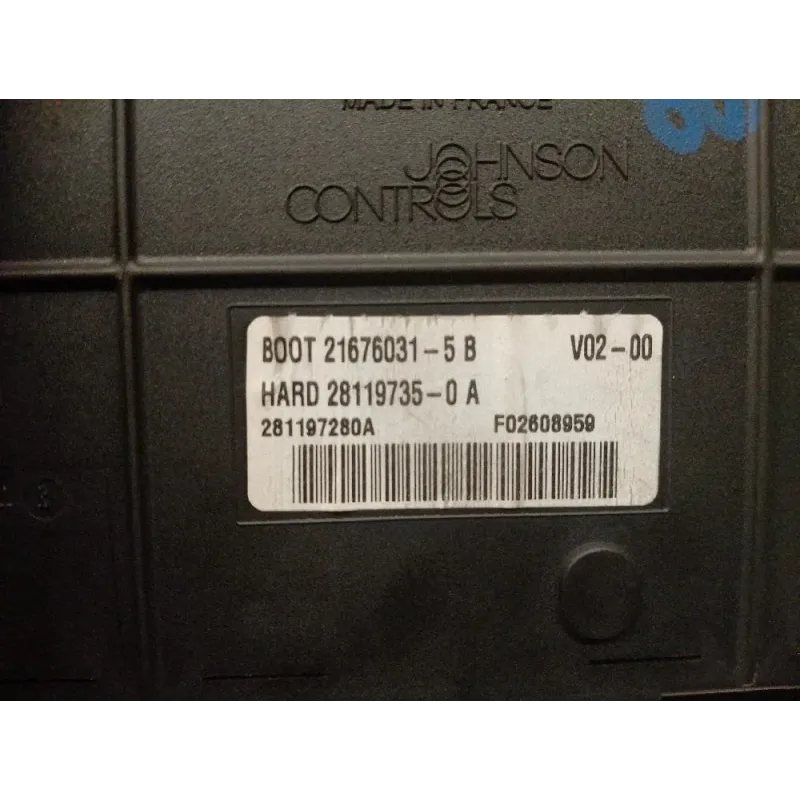 MADE IN FRANCE
JOHNSON
CONTROLS
BOOT 21676031-5 B V02-00
HARD 28119735-0 A
281197280A F02608959